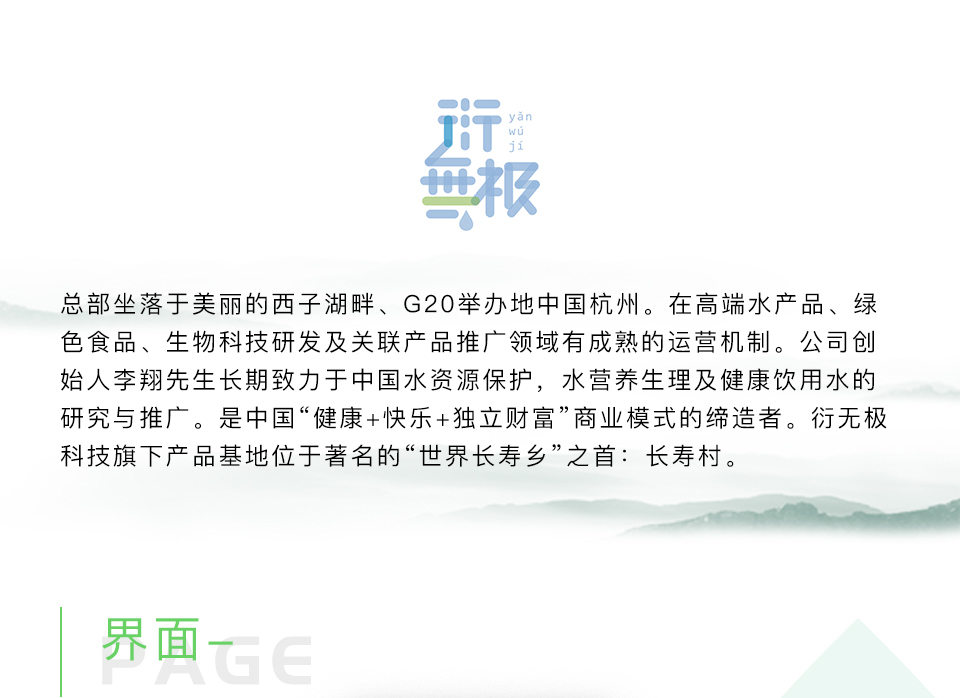 衍
yǎn
wú
jí
無极
总部坐落于美丽的西子湖畔、G20举办地中国杭州。在高端水产品、绿
色食品、生物科技研发及关联产品推广领域有成熟的运营机制。公司创
始人李翔先生长期致力于中国水资源保护，水营养生理及健康饮用水的
研究与推广。是中国“健康+快乐+独立财富”商业模式的缔造者。衍无极
科技旗下产品基地位于著名的“世界长寿乡”之首：长寿村。
界面–
PAGE